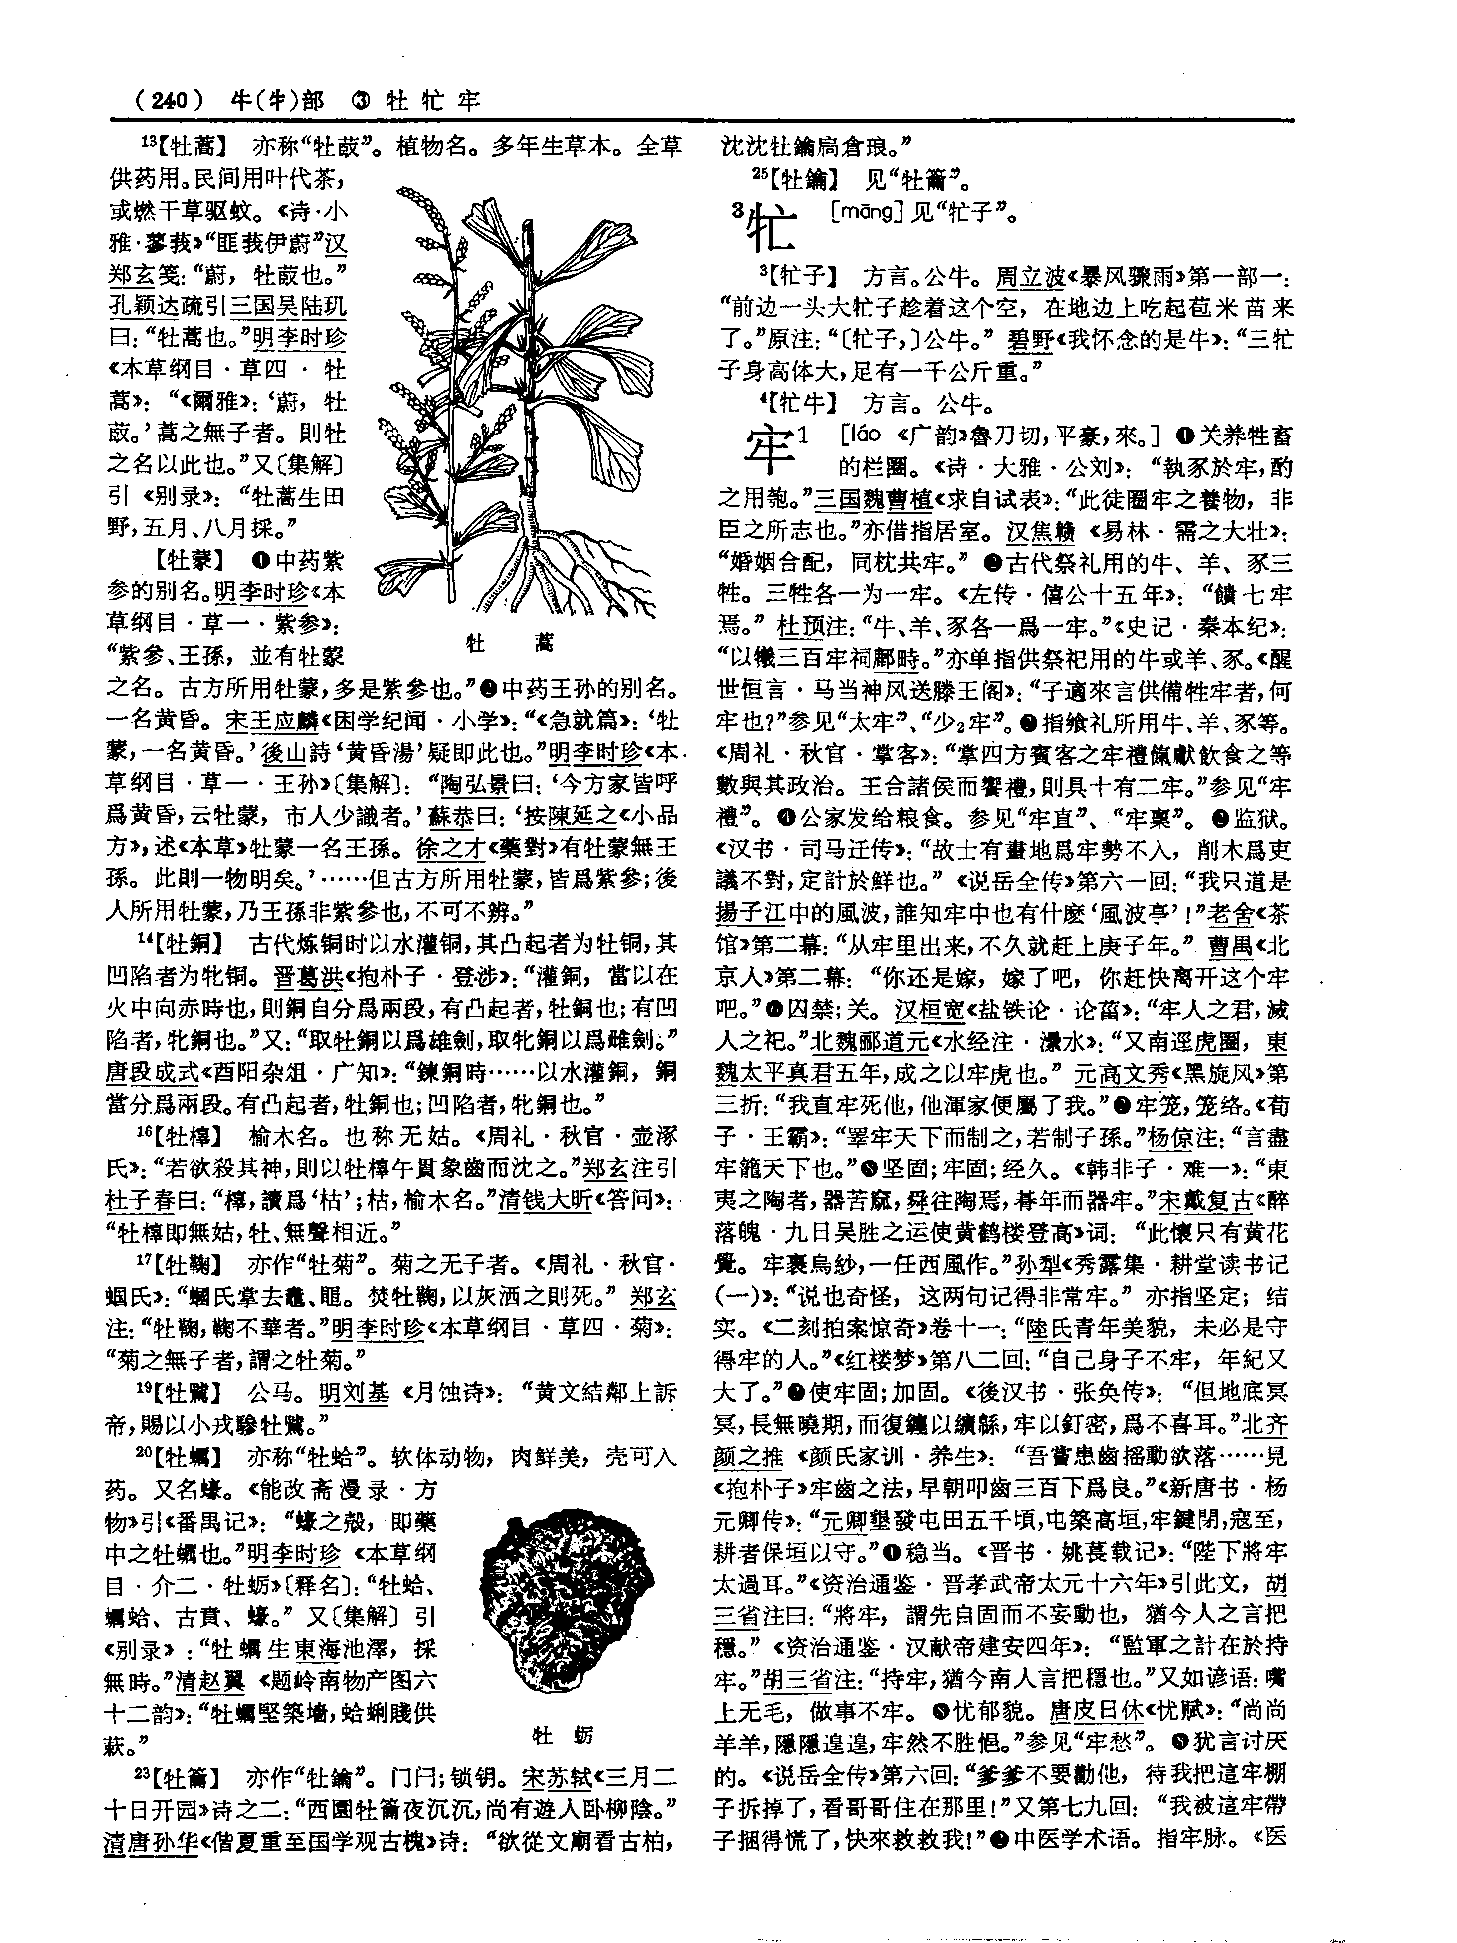 （240） 牛(牜)部 ③ 牡 牤 牢
¹³【牡蒿】 亦称“牡菣”。植物名。多年生草本。全草
供药用。民间用叶代茶，
或燃干草驱蚊。《诗·小
雅·蓼莪》“匪莪伊蔚”汉
郑玄笺：“蔚，牡菣也。”
孔颖达疏引三国吴陆玑
曰：“牡蒿也。”明李时珍
《本草纲目·草四·牡
蒿》：“《爾雅》：‘蔚，牡
菣。’蒿之無子者。則牡
之名以此也。”又〔集解〕
引《别录》：“牡蒿生田
野，五月、八月採。”
【牡蒙】 ❶中药紫
参的别名。明李时珍《本
草纲目·草一·紫参》：
“紫参、王孫，並有牡蒙
之名。古方所用牡蒙，多是紫参也。”❷中药王孙的别名。
一名黄昏。宋王应麟《困学纪闻·小学》：“《急就篇》：‘牡
蒙，一名黄昏。’後山詩‘黄昏湯’疑即此也。”明李时珍《本
草纲目·草一·王孙》〔集解〕：“陶弘景曰：‘今方家皆呼
爲黄昏，云牡蒙，市人少識者。’蘇恭曰：‘按陳延之《小品
方》，述《本草》牡蒙一名王孫。徐之才《藥對》有牡蒙無王
孫。此則一物明矣。’……但古方所用牡蒙，皆爲紫參；後
人所用牡蒙，乃王孫非紫參也，不可不辨。”
牡 蒿
¹⁴【牡銅】 古代炼铜时以水灌铜，其凸起者为牡铜，其
凹陷者为牝铜。晋葛洪《抱朴子·登涉》：“灌銅，當以在
火中向赤時也，則銅自分爲兩段，有凸起者，牡銅也；有凹
陷者，牝銅也。”又：“取牡銅以爲雄劍，取牝銅以爲雌劍。”
唐段成式《酉阳杂俎·广知》：“鍊銅時……以水灌銅，銅
當分爲兩段。有凸起者，牡銅也；凹陷者，牝銅也。”
¹⁶【牡橭】 榆木名。也称无姑。《周礼·秋官·壶涿
氏》：“若欲殺其神，則以牡橭午貫象齒而沈之。”郑玄注引
杜子春曰：“橭，讀爲‘枯’；枯，榆木名。”清钱大昕《答问》：
“牡橭即無姑，牡、無聲相近。”
¹⁷【牡蘜】 亦作“牡菊”。菊之无子者。《周礼·秋官·
蝈氏》：“蟈氏掌去鼃、黽。焚牡蘜，以灰洒之則死。”郑玄
注：“牡蘜，蘜不華者。”明李时珍《本草纲目·草四·菊》：
“菊之無子者，謂之牡菊。”
¹⁹【牡騭】 公马。明刘基《月蚀诗》：“黄文結鄰上訴
帝，賜以小戎驂牡騭。”
²⁰【牡蠣】 亦称“牡蛤”。软体动物，肉鲜美，壳可入
药。又名蠔。《能改斋漫录·方
物》引《番禺记》：“蠔之殻，即藥
中之牡蠣也。”明李时珍《本草纲
目·介二·牡蛎》〔释名〕：“牡蛤、
蠣蛤、古賁、蠔。”又〔集解〕引
《别录》：“牡蠣生東海池澤，採
無時。”清赵翼《题岭南物产图六
十二韵》：“牡蠣堅築墻，蛤蜊賤供
蔌。”
牡 蛎
²³【牡籥】 亦作“牡鑰”。门闩；锁钥。宋苏轼《三月二
十日开园》诗之二：“西園牡籥夜沉沉，尚有遊人卧柳陰。”
清唐孙华《偕夏重至国学观古槐》诗：“欲從文廟看古柏，
沈沈牡鑰扃倉琅。”
²⁵【牡鑰】 见“牡籥”。
³牤 [māng]见“牤子”。
³【牤子】 方言。公牛。周立波《暴风骤雨》第一部一：
“前边一头大牤子趁着这个空，在地边上吃起苞米苗来
了。”原注：“〔牤子，〕公牛。”碧野《我怀念的是牛》：“三牤
子身高体大，足有一千公斤重。”
⁴【牤牛】 方言。公牛。
牢1 [láo 《广韵》魯刀切，平豪，來。] ❶关养牲畜
的栏圈。《诗·大雅·公刘》：“執豕於牢，酌
之用匏。”三国魏曹植《求自试表》：“此徒圈牢之養物，非
臣之所志也。”亦借指居室。汉焦赣《易林·需之大壮》：
“婚姻合配，同枕共牢。”❷古代祭礼用的牛、羊、豕三
牲。三牲各一为一牢。《左传·僖公十五年》：“饋七牢
焉。”杜预注：“牛、羊、豕各一爲一牢。”《史记·秦本纪》：
“以犧三百牢祠鄜畤。”亦单指供祭祀用的牛或羊、豕。《醒
世恒言·马当神风送滕王阁》：“子適來言供備牲牢者，何
牢也？”参见“太牢”、“少₂牢”。❸指飨礼所用牛、羊、豕等。
《周礼·秋官·掌客》：“掌四方賓客之牢禮餼獻飲食之等
數與其政治。王合諸侯而饗禮，則具十有二牢。”参见“牢
禮”。❹公家发给粮食。参见“牢直”、“牢稟”。❺监狱。
《汉书·司马迁传》：“故士有畫地爲牢勢不入，削木爲吏
議不對，定計於鮮也。”《说岳全传》第六一回：“我只道是
揚子江中的風波，誰知牢中也有什麽‘風波亭’！”老舍《茶
馆》第二幕：“从牢里出来，不久就赶上庚子年。”曹禺《北
京人》第二幕：“你还是嫁，嫁了吧，你赶快离开这个牢
吧。”❻囚禁；关。汉桓宽《盐铁论·论菑》：“牢人之君，滅
人之祀。”北魏郦道元《水经注·㶟水》：“又南逕虎圈，東
魏太平真君五年，成之以牢虎也。”元高文秀《黑旋风》第
三折：“我直牢死他，他渾家便屬了我。”❼牢笼，笼络。《荀
子·王霸》：“睪牢天下而制之，若制子孫。”杨倞注：“言盡
牢籠天下也。”❽坚固；牢固；经久。《韩非子·难一》：“東
夷之陶者，器苦窳，舜往陶焉，朞年而器牢。”宋戴复古《醉
落魄·九日吴胜之运使黄鹤楼登高》词：“此懷只有黄花
覺。牢裹烏紗，一任西風作。”孙犁《秀露集·耕堂读书记
(一)》：“说也奇怪，这两句记得非常牢。”亦指坚定；结
实。《二刻拍案惊奇》卷十一：“陸氏青年美貌，未必是守
得牢的人。”《红楼梦》第八二回：“自己身子不牢，年紀又
大了。”❾使牢固；加固。《後汉书·张奂传》：“但地底冥
冥，長無曉期，而復纏以纊緜，牢以釘密，爲不喜耳。”北齐
颜之推《颜氏家训·养生》：“吾嘗患齒摇動欲落……見
《抱朴子》牢齒之法，早朝叩齒三百下爲良。”《新唐书·杨
元卿传》：“元卿墾發屯田五千頃，屯築高垣，牢鍵閉，寇至，
耕者保垣以守。”❿稳当。《晋书·姚苌载记》：“陛下將牢
太過耳。”《资治通鉴·晋孝武帝太元十六年》引此文，胡
三省注曰：“將牢，謂先自固而不妄動也，猶今人之言把
穩。”《资治通鉴·汉献帝建安四年》：“監軍之計在於持
牢。”胡三省注：“持牢，猶今南人言把穩也。”又如谚语：嘴
上无毛，做事不牢。⓫忧郁貌。唐皮日休《忧赋》：“尚尚
羊羊，隱隱遑遑，牢然不胜悒。”参见“牢愁”。⓬犹言讨厌
的。《说岳全传》第六回：“爹爹不要勸他，待我把這牢棚
子拆掉了，看哥哥住在那里！”又第七九回：“我被這牢帶
子捆得慌了，快來救救我！”⓭中医学术语。指牢脉。《医